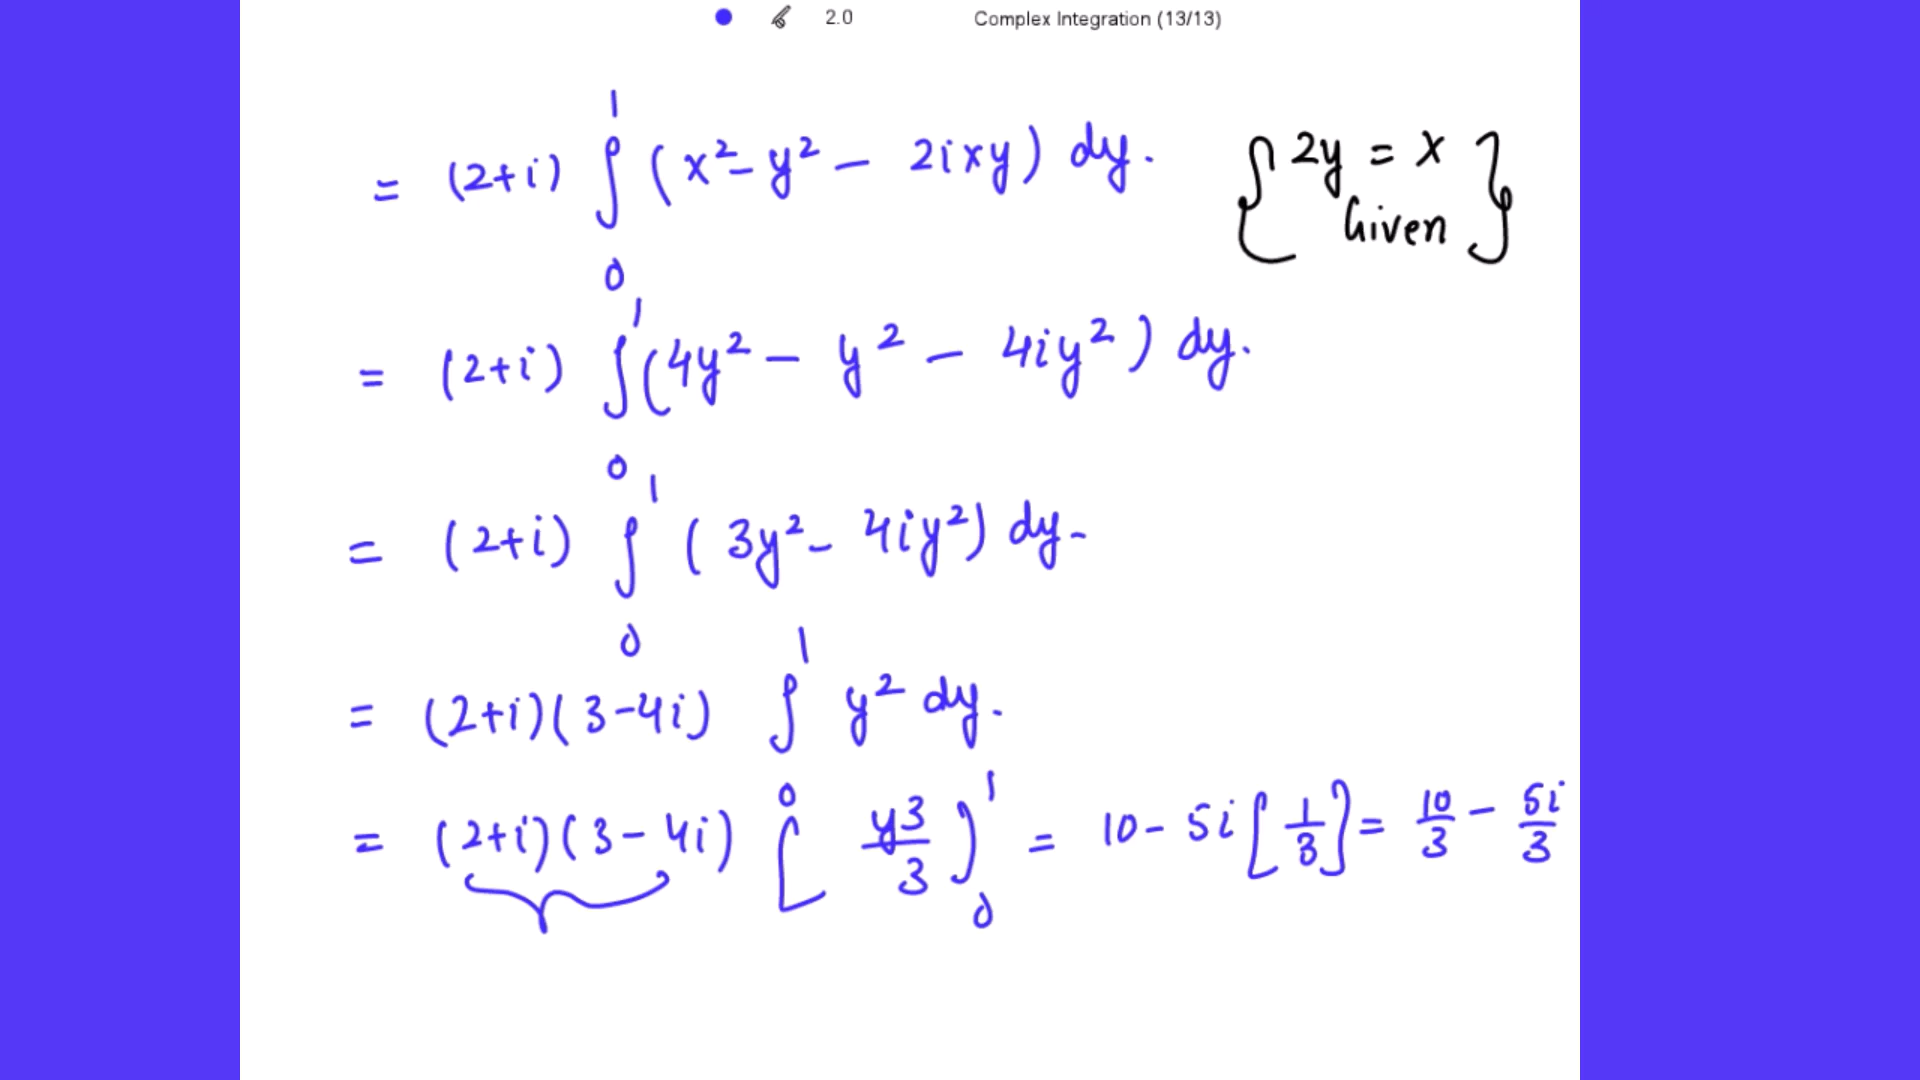 2.0 Complex Integration (13/13)
= (2+i) ∫₀¹ (x² - y² - 2ixy) dy. { 2y = x Given }
= (2+i) ∫₀¹ (4y² - y² - 4iy²) dy.
= (2+i) ∫₀¹ (3y² - 4iy²) dy.
= (2+i)(3-4i) ∫₀¹ y² dy.
= (2+i)(3-4i) [y³/3]₀¹ = 10 - 5i [1/3] = 10/3 - 5i/3